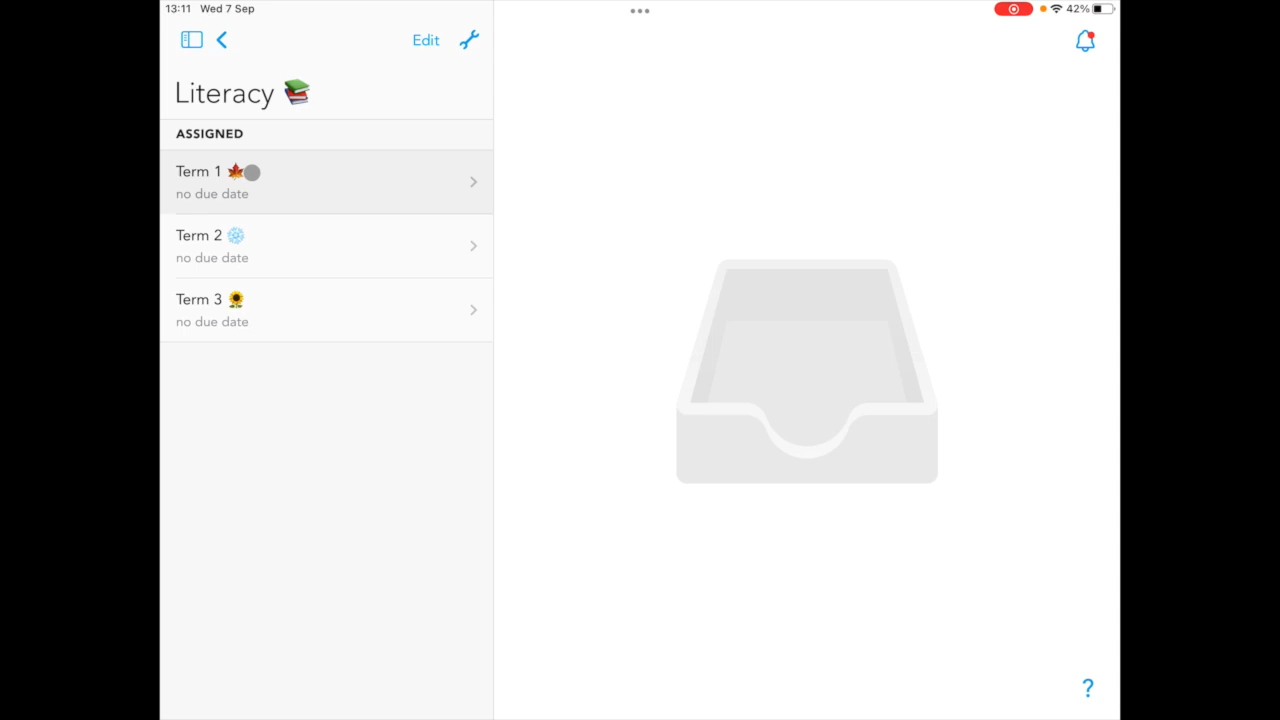 13:11 Wed 7 Sep
42%
Edit
Literacy 📚
ASSIGNED
Term 1 🍁
no due date
Term 2 ❄️
no due date
Term 3 🌻
no due date
?